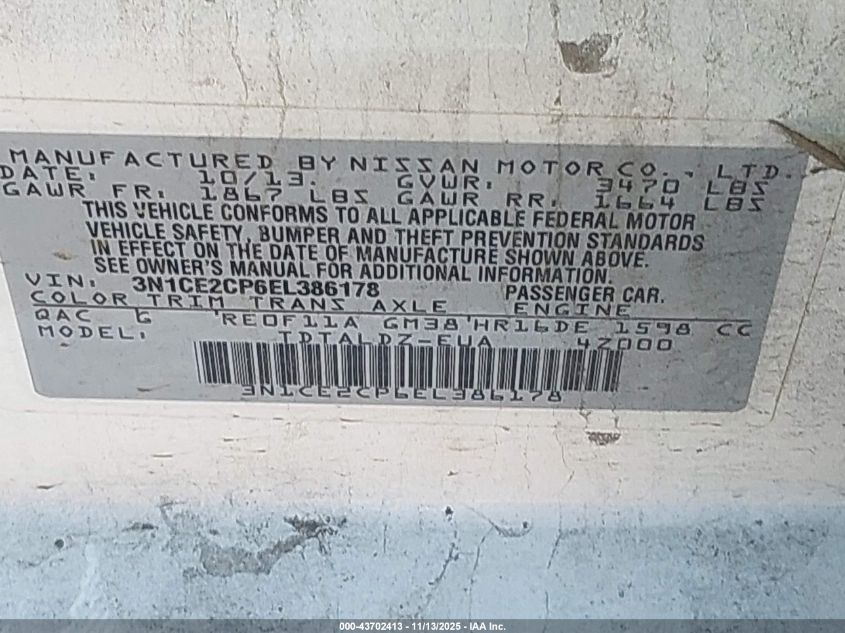 MANUFACTURED BY NISSAN MOTOR CO., LTD.
DATE: 10/13. GVWR: 3470 LBS
GAWR FR: 1867 LBS GAWR RR: 1664 LBS
THIS VEHICLE CONFORMS TO ALL APPLICABLE FEDERAL MOTOR
VEHICLE SAFETY, BUMPER AND THEFT PREVENTION STANDARDS
IN EFFECT ON THE DATE OF MANUFACTURE SHOWN ABOVE.
SEE OWNER'S MANUAL FOR ADDITIONAL INFORMATION.
VIN: 3N1CE2CP6EL386178 PASSENGER CAR.
COLOR TRIM TRANS AXLE ENGINE
QAC G RE0F11A GM38 HR16DE 1598 CC
MODEL: TDTALDZ-EUA 42000
3N1CE2CP6EL386178
000-43702413 - 11/13/2025 - IAA Inc.